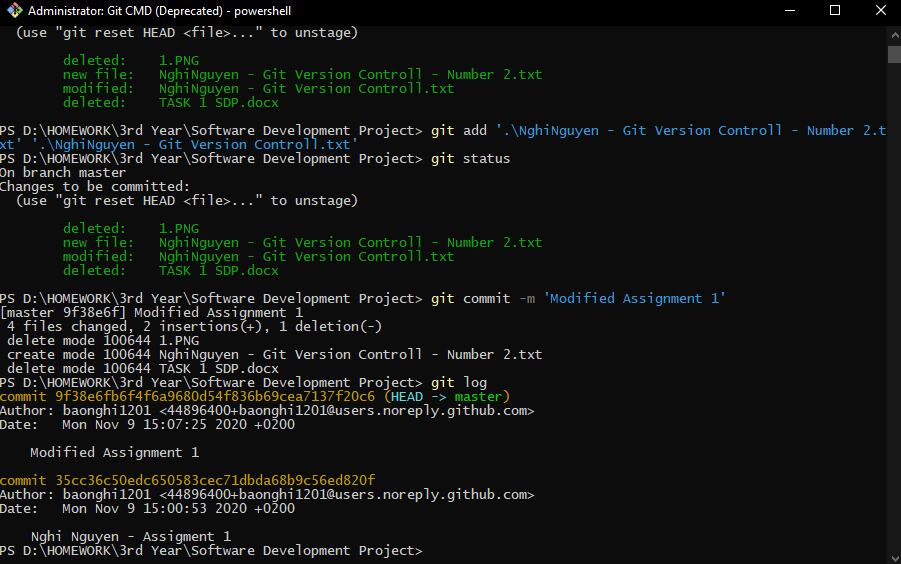 Administrator: Git CMD (Deprecated) - powershell
(use "git reset HEAD <file>..." to unstage)
deleted: 1.PNG
new file: NghiNguyen - Git Version Controll - Number 2.txt
modified: NghiNguyen - Git Version Controll.txt
deleted: TASK 1 SDP.docx
PS D:\HOMEWORK\3rd Year\Software Development Project> git add '.\NghiNguyen - Git Version Controll - Number 2.t
xt' '.\NghiNguyen - Git Version Controll.txt'
PS D:\HOMEWORK\3rd Year\Software Development Project> git status
On branch master
Changes to be committed:
(use "git reset HEAD <file>..." to unstage)
deleted: 1.PNG
new file: NghiNguyen - Git Version Controll - Number 2.txt
modified: NghiNguyen - Git Version Controll.txt
deleted: TASK 1 SDP.docx
PS D:\HOMEWORK\3rd Year\Software Development Project> git commit -m 'Modified Assignment 1'
[master 9f38e6f] Modified Assignment 1
4 files changed, 2 insertions(+), 1 deletion(-)
delete mode 100644 1.PNG
create mode 100644 NghiNguyen - Git Version Controll - Number 2.txt
delete mode 100644 TASK 1 SDP.docx
PS D:\HOMEWORK\3rd Year\Software Development Project> git log
commit 9f38e6fb6f4f6a9680d54f836b69cea7137f20c6 (HEAD -> master)
Author: baonghi1201 <44896400+baonghi1201@users.noreply.github.com>
Date: Mon Nov 9 15:07:25 2020 +0200
Modified Assignment 1
commit 35cc36c50edc650583cec71dbda68b9c56ed820f
Author: baonghi1201 <44896400+baonghi1201@users.noreply.github.com>
Date: Mon Nov 9 15:00:53 2020 +0200
Nghi Nguyen - Assigment 1
PS D:\HOMEWORK\3rd Year\Software Development Project>